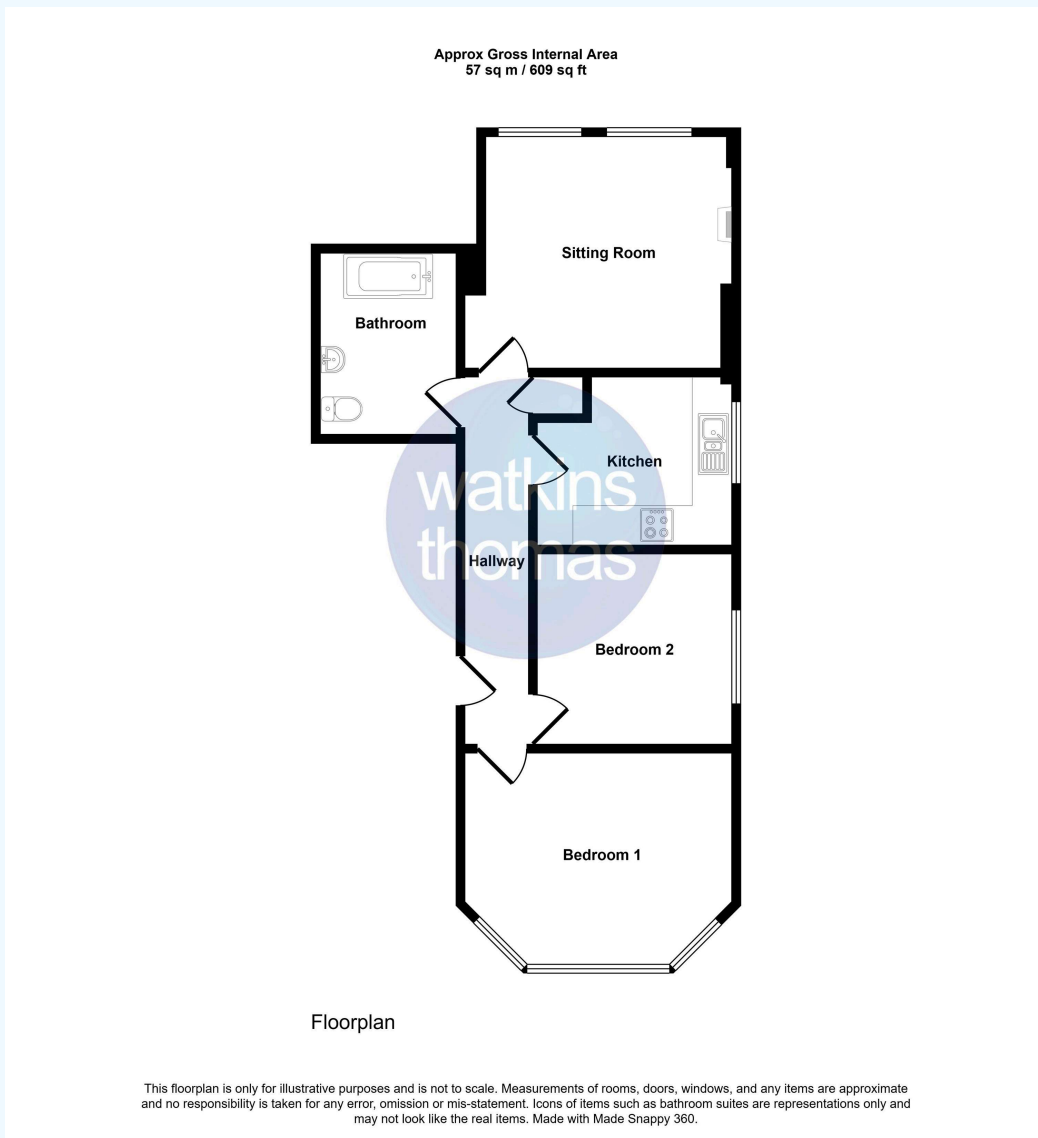 Approx Gross Internal Area
57 sq m / 609 sq ft
Sitting Room
Bathroom
Kitchen
watkins
thomas
Hallway
Bedroom 2
Bedroom 1
Floorplan
This floorplan is only for illustrative purposes and is not to scale. Measurements of rooms, doors, windows, and any items are approximate
and no responsibility is taken for any error, omission or mis-statement. Icons of items such as bathroom suites are representations only and
may not look like the real items. Made with Made Snappy 360.